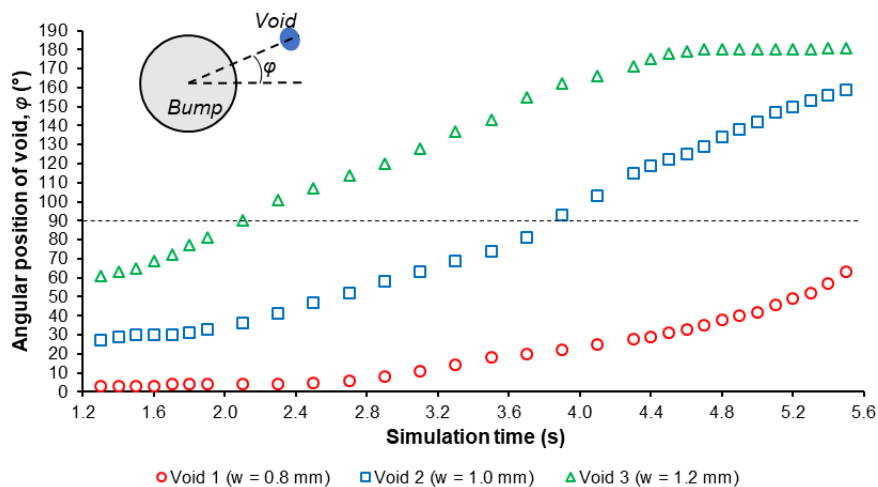 Void
φ
Bump
Angular position of void, φ (°)
190
180
170
160
150
140
130
120
110
100
90
80
70
60
50
40
30
20
10
0
1.2 1.6 2.0 2.4 2.8 3.2 3.6 4.0 4.4 4.8 5.2 5.6
Simulation time (s)
Void 1 (w = 0.8 mm) Void 2 (w = 1.0 mm) Void 3 (w = 1.2 mm)